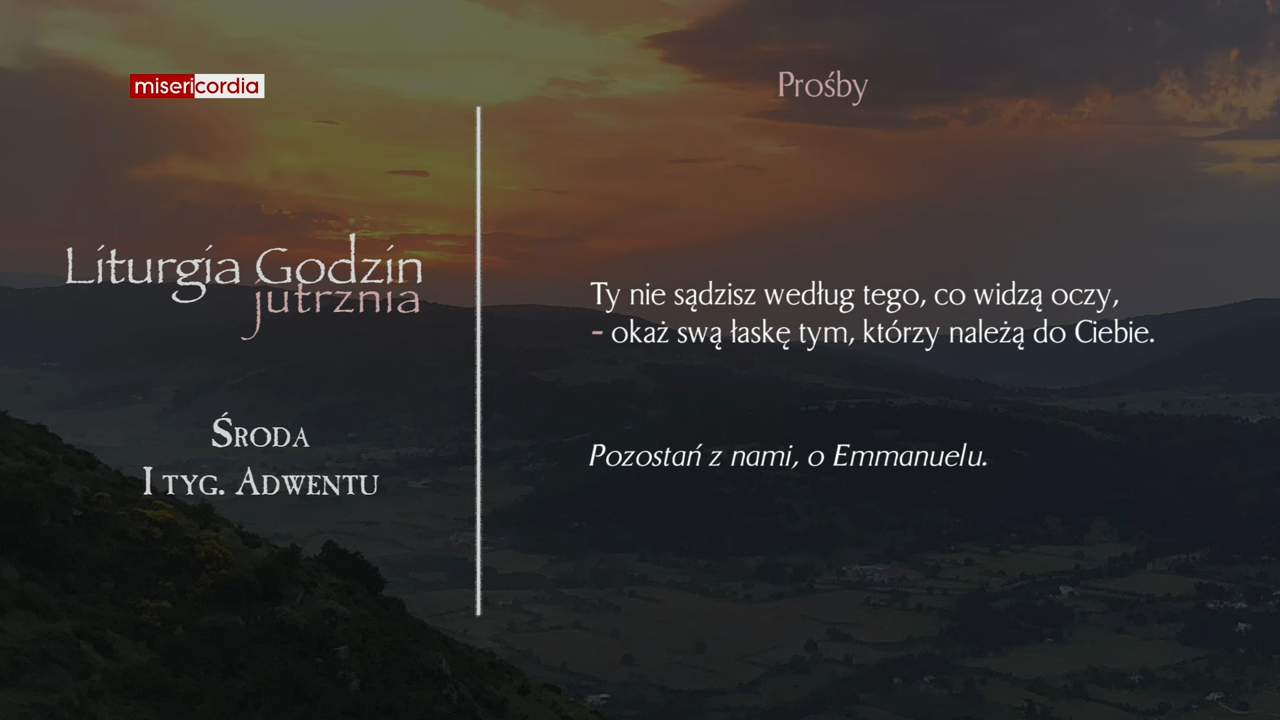 misericordia
Liturgia Godzin
jutrznia
Środa
I tyg. Adwentu
Prośby
Ty nie sądzisz według tego, co widzą oczy,
- okaż swą łaskę tym, którzy należą do Ciebie.
Pozostań z nami, o Emmanuelu.